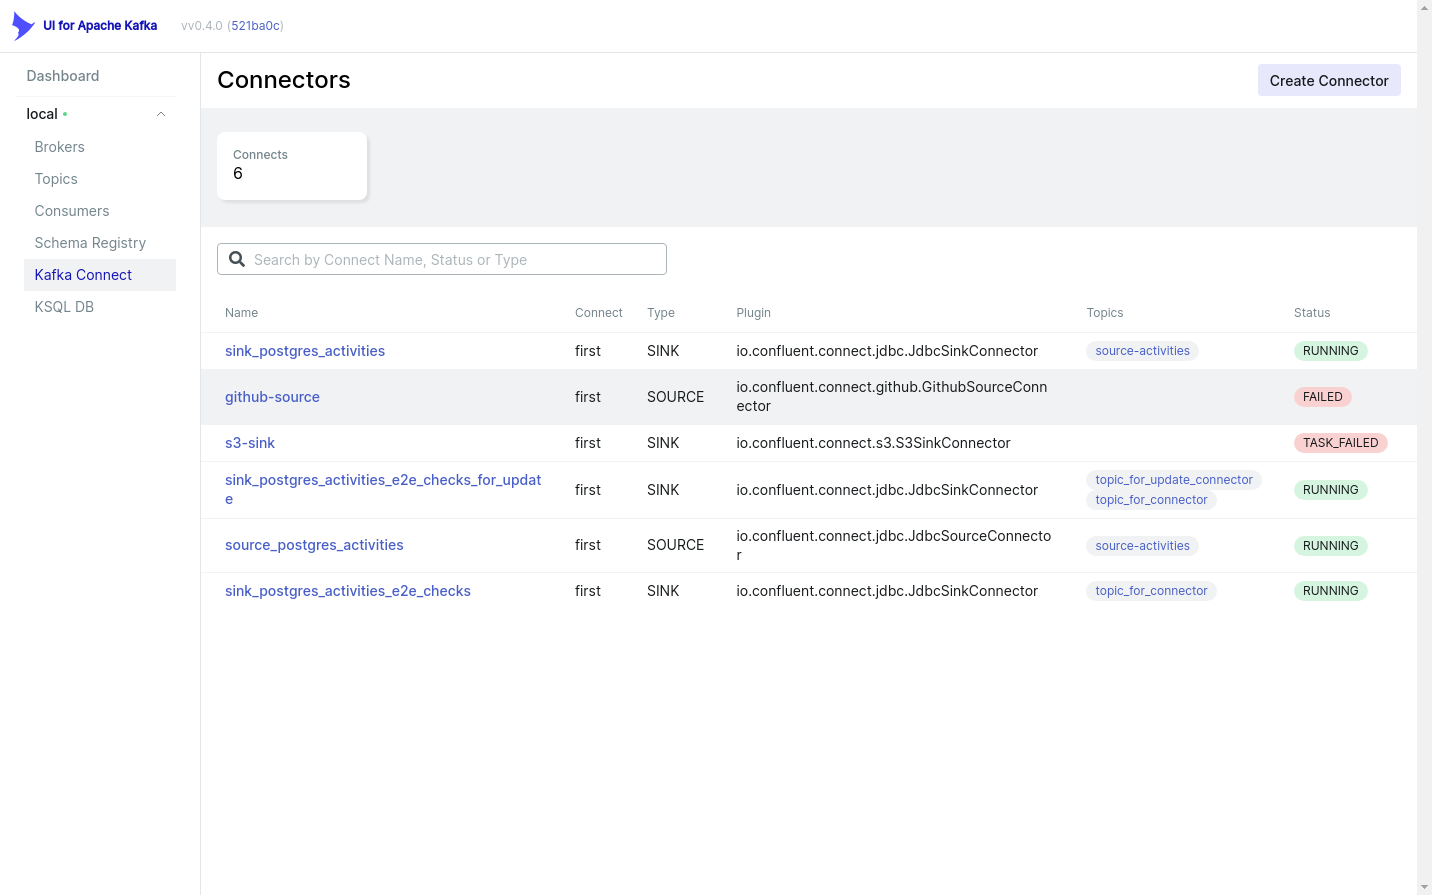 UI for Apache Kafka vv0.4.0 (521ba0c)
Dashboard
local
Brokers
Topics
Consumers
Schema Registry
Kafka Connect
KSQL DB
Connectors
Create Connector
Connects
6
Search by Connect Name, Status or Type
Name Connect Type Plugin Topics Status
sink_postgres_activities first SINK io.confluent.connect.jdbc.JdbcSinkConnector source-activities RUNNING
github-source first SOURCE io.confluent.connect.github.GithubSourceConn
ector FAILED
s3-sink first SINK io.confluent.connect.s3.S3SinkConnector TASK_FAILED
sink_postgres_activities_e2e_checks_for_updat
e first SINK io.confluent.connect.jdbc.JdbcSinkConnector topic_for_update_connector
topic_for_connector RUNNING
source_postgres_activities first SOURCE io.confluent.connect.jdbc.JdbcSourceConnecto
r source-activities RUNNING
sink_postgres_activities_e2e_checks first SINK io.confluent.connect.jdbc.JdbcSinkConnector topic_for_connector RUNNING